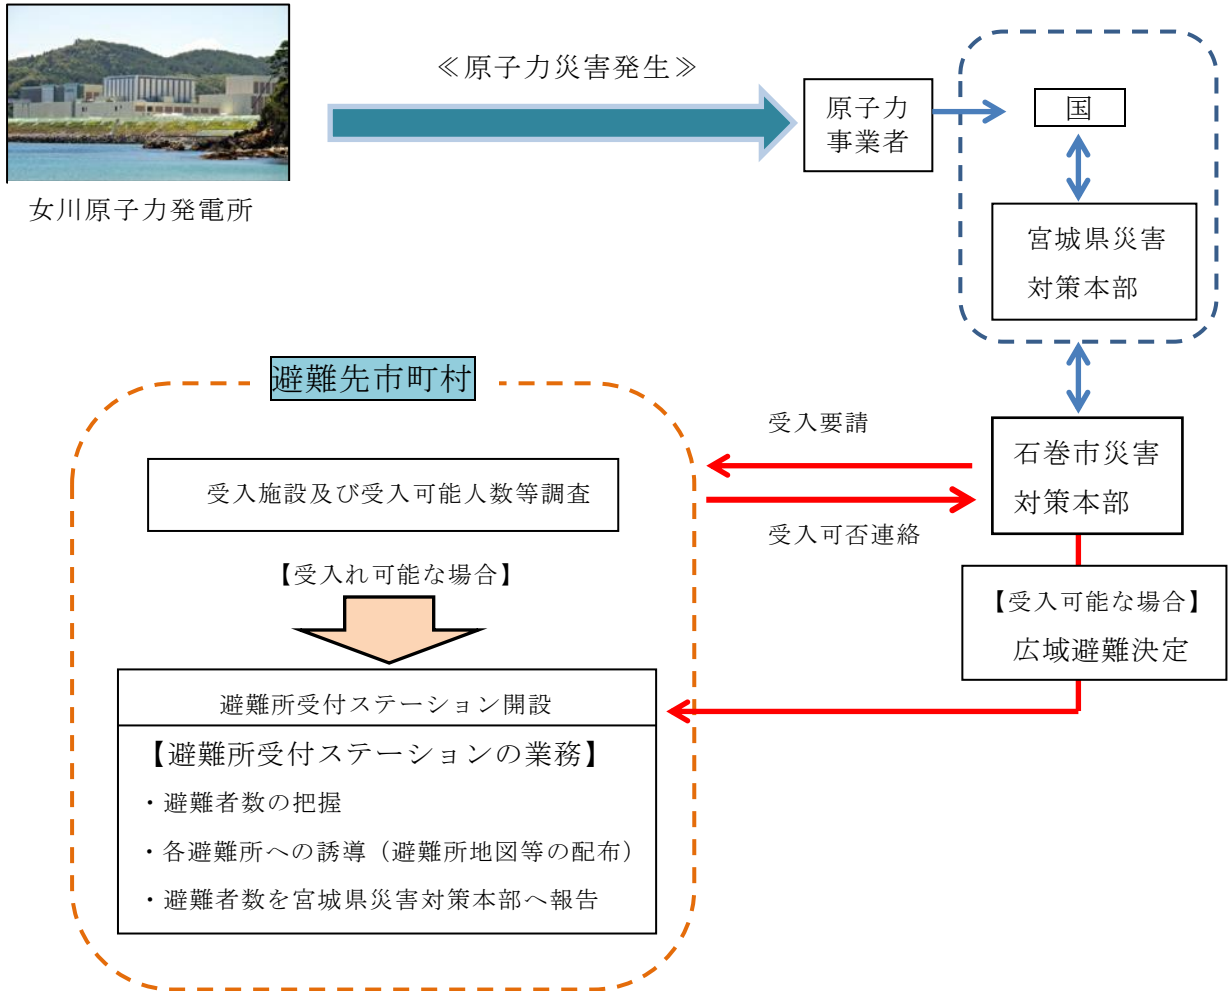 ≪原子力災害発生≫
原子力
事業者
国
女川原子力発電所
宮城県災害
対策本部
避難先市町村
受入要請
石巻市災害
対策本部
受入施設及び受入可能人数等調査
受入可否連絡
【受入れ可能な場合】
【受入可能な場合】
広域避難決定
避難所受付ステーション開設
【避難所受付ステーションの業務】
・避難者数の把握
・各避難所への誘導（避難所地図等の配布）
・避難者数を宮城県災害対策本部へ報告